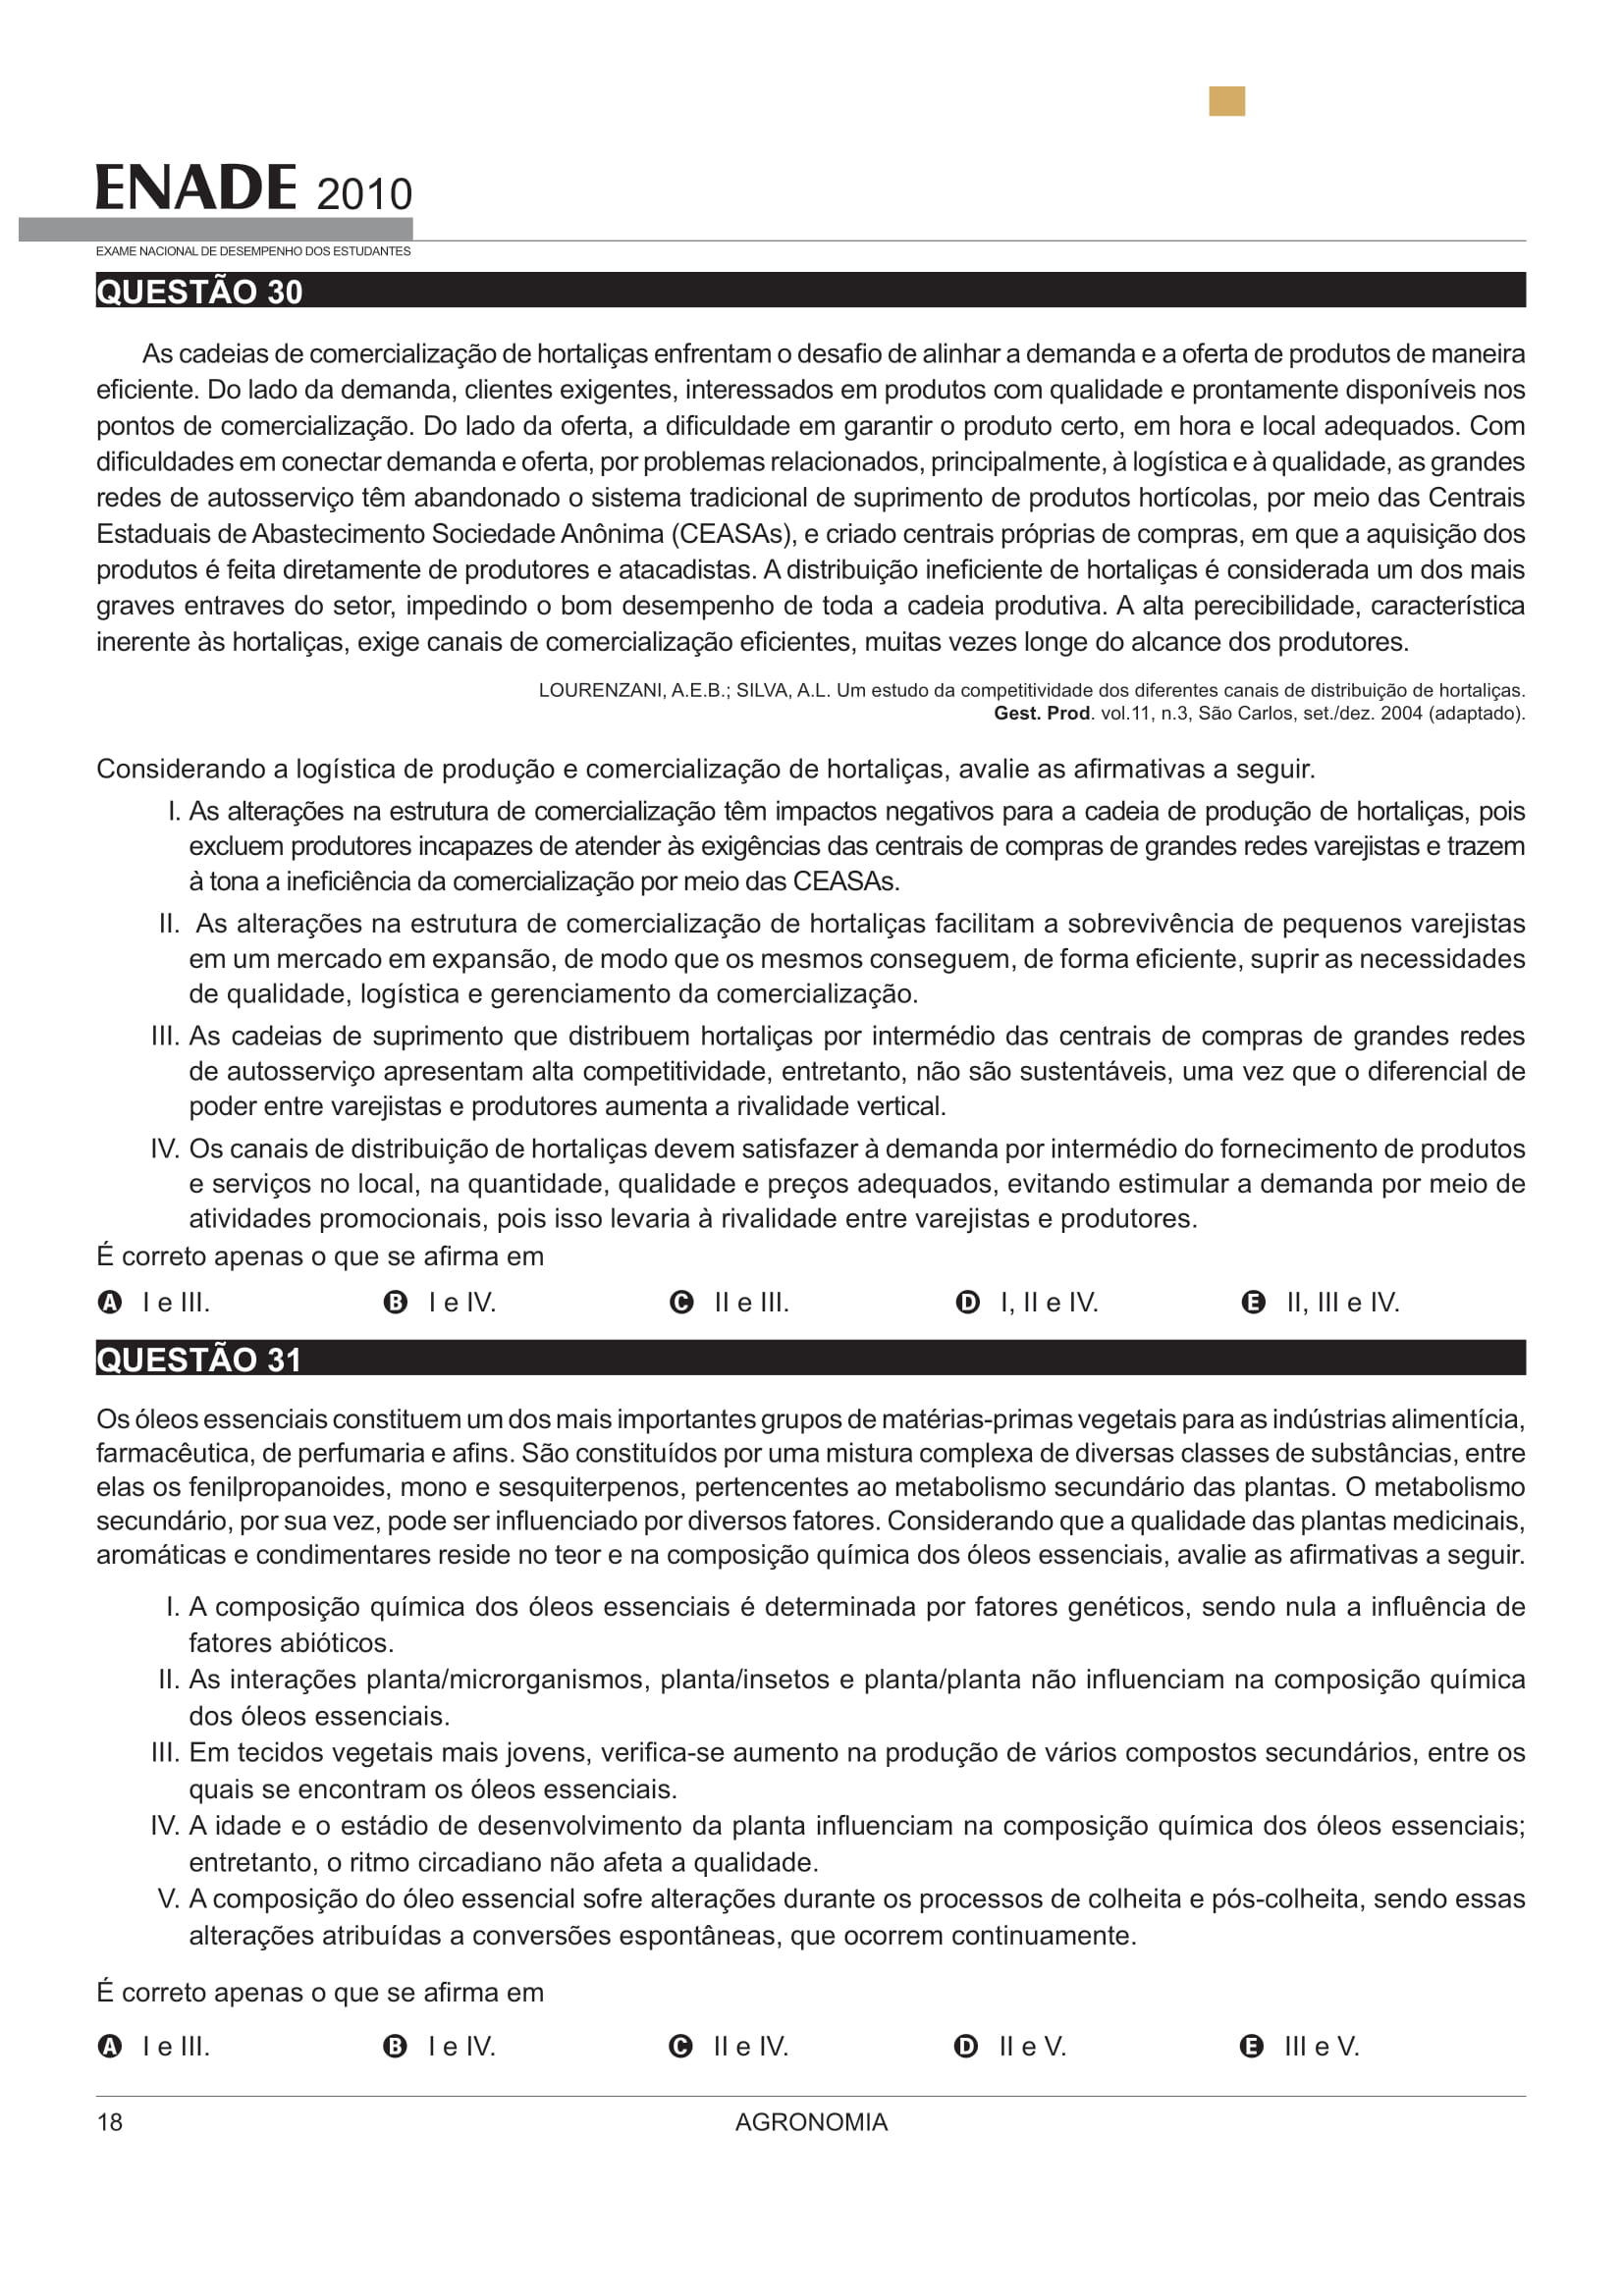 ENADE 2010
EXAME NACIONAL DE DESEMPENHO DOS ESTUDANTES
QUESTÃO 30
As cadeias de comercialização de hortaliças enfrentam o desafio de alinhar a demanda e a oferta de produtos de maneira
eficiente. Do lado da demanda, clientes exigentes, interessados em produtos com qualidade e prontamente disponíveis nos
pontos de comercialização. Do lado da oferta, a dificuldade em garantir o produto certo, em hora e local adequados. Com
dificuldades em conectar demanda e oferta, por problemas relacionados, principalmente, à logística e à qualidade, as grandes
redes de autosserviço têm abandonado o sistema tradicional de suprimento de produtos hortícolas, por meio das Centrais
Estaduais de Abastecimento Sociedade Anônima (CEASAs), e criado centrais próprias de compras, em que a aquisição dos
produtos é feita diretamente de produtores e atacadistas. A distribuição ineficiente de hortaliças é considerada um dos mais
graves entraves do setor, impedindo o bom desempenho de toda a cadeia produtiva. A alta perecibilidade, característica
inerente às hortaliças, exige canais de comercialização eficientes, muitas vezes longe do alcance dos produtores.
LOURENZANI, A.E.B.; SILVA, A.L. Um estudo da competitividade dos diferentes canais de distribuição de hortaliças.
Gest. Prod. vol.11, n.3, São Carlos, set./dez. 2004 (adaptado).
Considerando a logística de produção e comercialização de hortaliças, avalie as afirmativas a seguir.
I. As alterações na estrutura de comercialização têm impactos negativos para a cadeia de produção de hortaliças, pois
excluem produtores incapazes de atender às exigências das centrais de compras de grandes redes varejistas e trazem
à tona a ineficiência da comercialização por meio das CEASAs.
II. As alterações na estrutura de comercialização de hortaliças facilitam a sobrevivência de pequenos varejistas
em um mercado em expansão, de modo que os mesmos conseguem, de forma eficiente, suprir as necessidades
de qualidade, logística e gerenciamento da comercialização.
III. As cadeias de suprimento que distribuem hortaliças por intermédio das centrais de compras de grandes redes
de autosserviço apresentam alta competitividade, entretanto, não são sustentáveis, uma vez que o diferencial de
poder entre varejistas e produtores aumenta a rivalidade vertical.
IV. Os canais de distribuição de hortaliças devem satisfazer à demanda por intermédio do fornecimento de produtos
e serviços no local, na quantidade, qualidade e preços adequados, evitando estimular a demanda por meio de
atividades promocionais, pois isso levaria à rivalidade entre varejistas e produtores.
É correto apenas o que se afirma em
A I e III. B I e IV. C II e III. D I, II e IV. E II, III e IV.
QUESTÃO 31
Os óleos essenciais constituem um dos mais importantes grupos de matérias-primas vegetais para as indústrias alimentícia,
farmacêutica, de perfumaria e afins. São constituídos por uma mistura complexa de diversas classes de substâncias, entre
elas os fenilpropanoides, mono e sesquiterpenos, pertencentes ao metabolismo secundário das plantas. O metabolismo
secundário, por sua vez, pode ser influenciado por diversos fatores. Considerando que a qualidade das plantas medicinais,
aromáticas e condimentares reside no teor e na composição química dos óleos essenciais, avalie as afirmativas a seguir.
I. A composição química dos óleos essenciais é determinada por fatores genéticos, sendo nula a influência de
fatores abióticos.
II. As interações planta/microrganismos, planta/insetos e planta/planta não influenciam na composição química
dos óleos essenciais.
III. Em tecidos vegetais mais jovens, verifica-se aumento na produção de vários compostos secundários, entre os
quais se encontram os óleos essenciais.
IV. A idade e o estádio de desenvolvimento da planta influenciam na composição química dos óleos essenciais;
entretanto, o ritmo circadiano não afeta a qualidade.
V. A composição do óleo essencial sofre alterações durante os processos de colheita e pós-colheita, sendo essas
alterações atribuídas a conversões espontâneas, que ocorrem continuamente.
É correto apenas o que se afirma em
A I e III. B I e IV. C II e IV. D II e V. E III e V.
18 AGRONOMIA